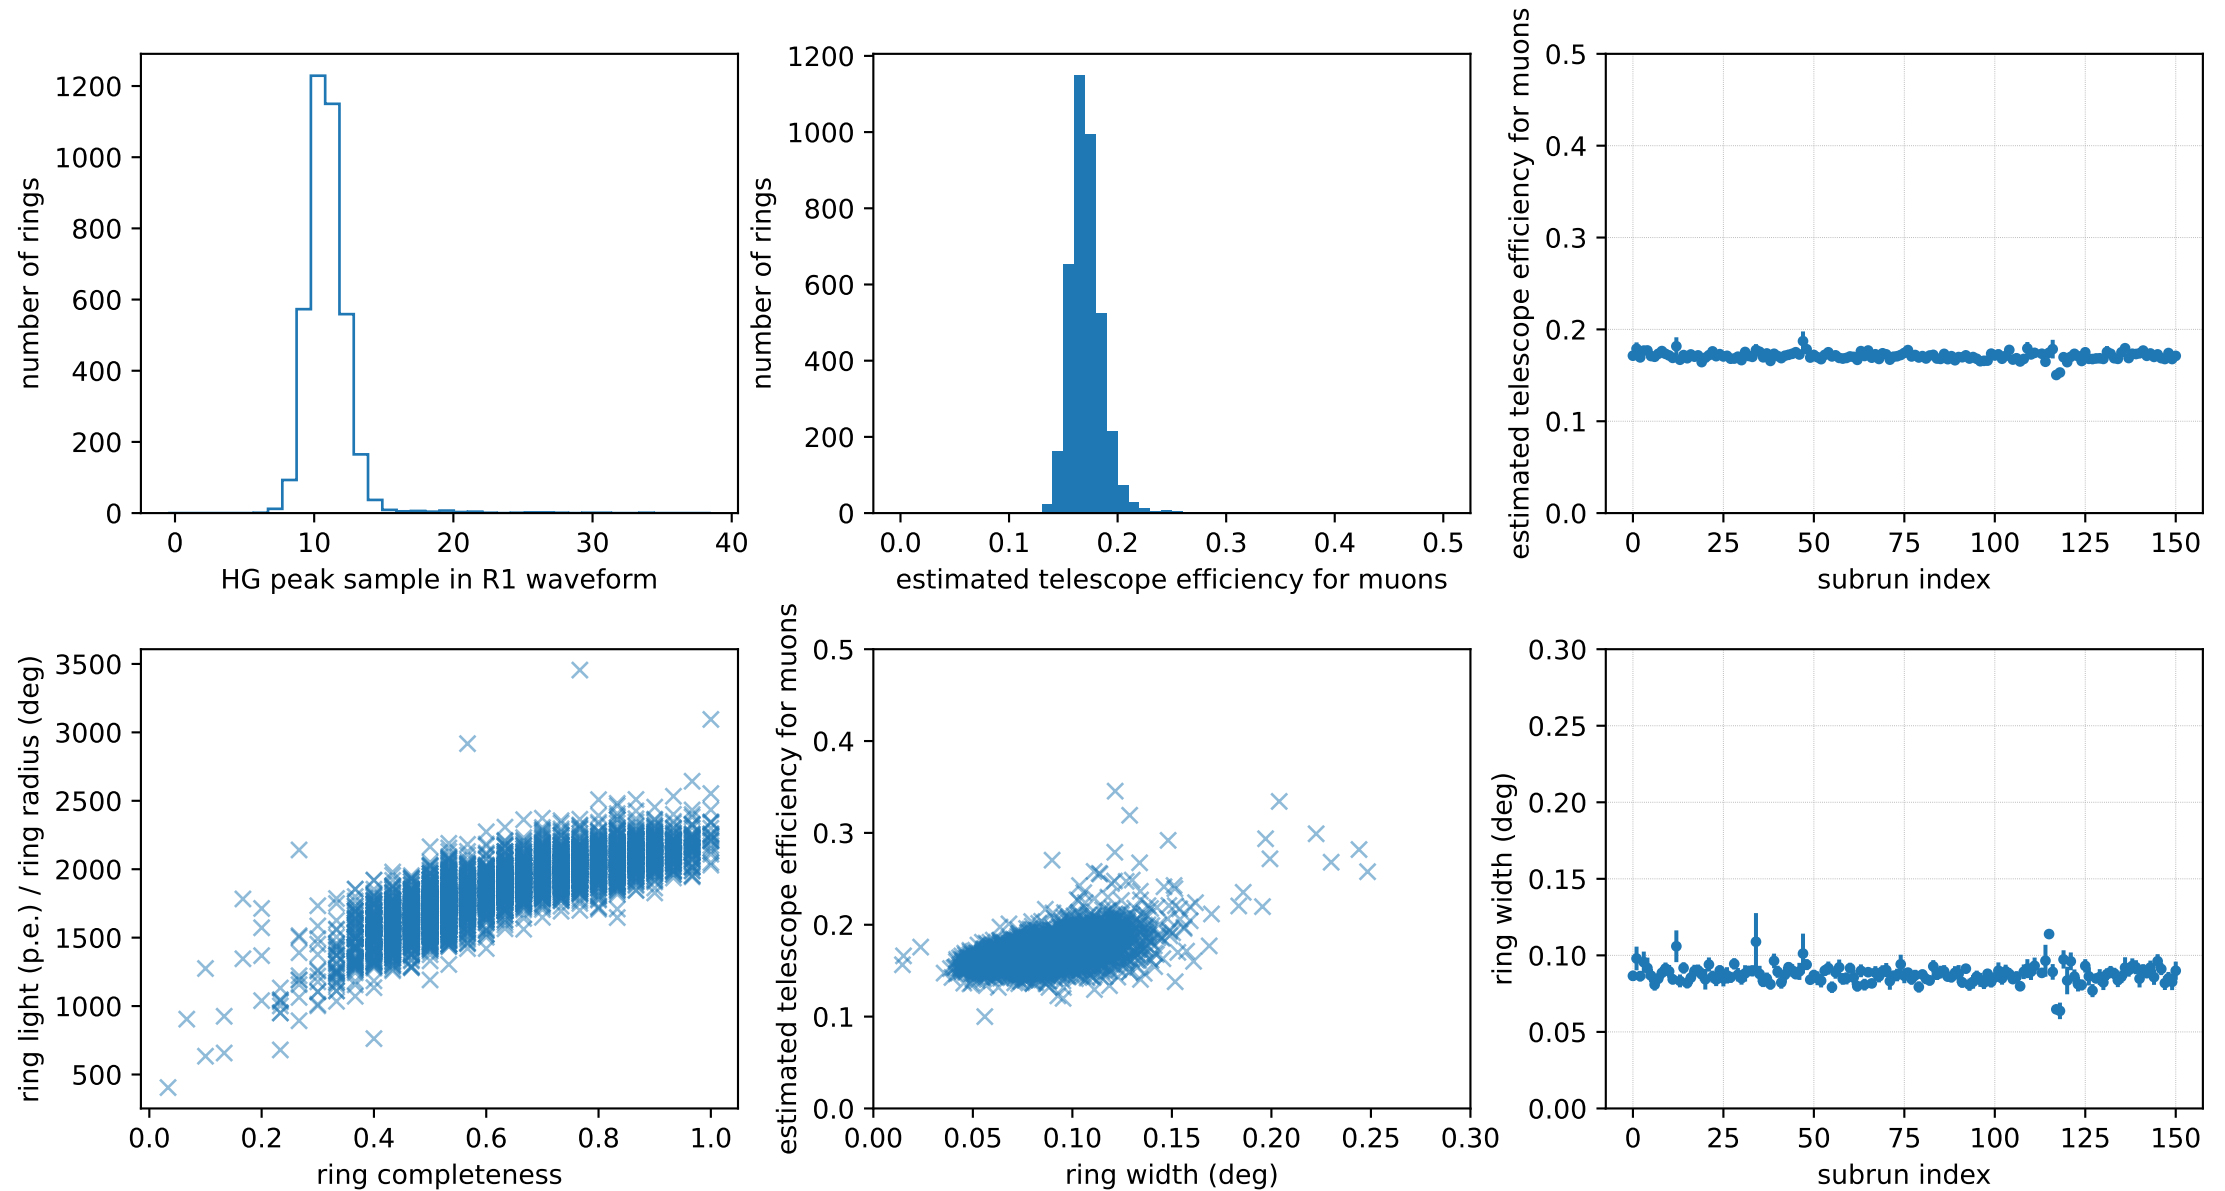 1200
1000
800
600
400
200
0
number of rings
0 10 20 30 40
HG peak sample in R1 waveform
1200
1000
800
600
400
200
0
number of rings
0.0 0.1 0.2 0.3 0.4 0.5
estimated telescope efficiency for muons
0.5
0.4
0.3
0.2
0.1
0.0
estimated telescope efficiency for muons
0 25 50 75 100 125 150
subrun index
3500
3000
2500
2000
1500
1000
500
ring light (p.e.) / ring radius (deg)
0.0 0.2 0.4 0.6 0.8 1.0
ring completeness
0.5
0.4
0.3
0.2
0.1
0.0
estimated telescope efficiency for muons
0.00 0.05 0.10 0.15 0.20 0.25 0.30
ring width (deg)
0.30
0.25
0.20
0.15
0.10
0.05
0.00
ring width (deg)
0 25 50 75 100 125 150
subrun index